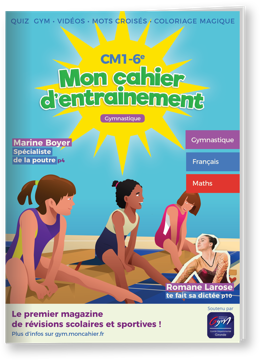 QUIZ GYM • VIDÉOS • MOTS CROISÉS • COLORIAGE MAGIQUE
CM1-6e
Mon cahier
d'entrainement
Gymnastique
Marine Boyer
Spécialiste
de la poutre p4
Gymnastique
Français
Maths
Romane Larose
te fait sa dictée p10
Le premier magazine
de révisions scolaires et sportives !
Plus d'infos sur gym.moncahier.fr
Soutenu par
Gym